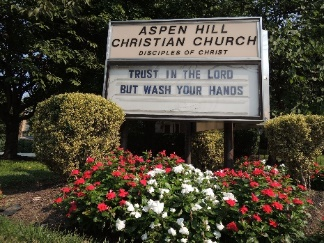 ASPEN HILL
CHRISTIAN CHURCH
DISCIPLES OF CHRIST
TRUST IN THE LORD
BUT WASH YOUR HANDS